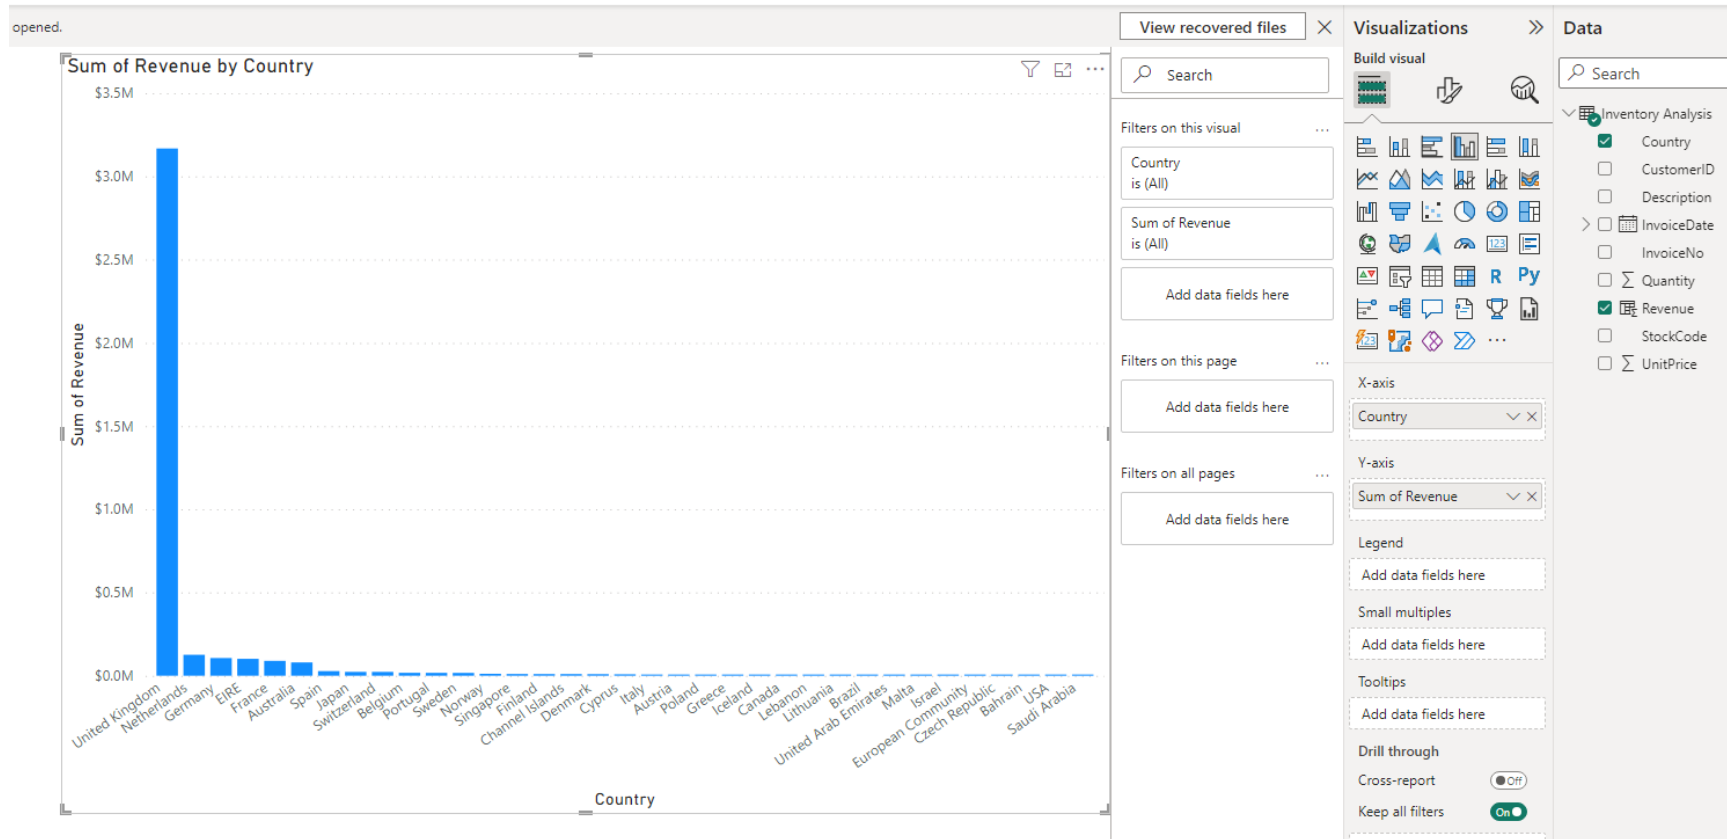 opened.
View recovered files
Sum of Revenue by Country
$3.5M
$3.0M
$2.5M
$2.0M
$1.5M
$1.0M
$0.5M
$0.0M
Sum of Revenue
United Kingdom
Netherlands
Germany
EIRE
France
Australia
Spain
Japan
Switzerland
Belgium
Portugal
Sweden
Norway
Singapore
Finland
Channel Islands
Denmark
Cyprus
Italy
Austria
Poland
Greece
Iceland
Canada
Lebanon
Lithuania
Brazil
United Arab Emirates
Malta
Israel
European Community
Czech Republic
Bahrain
USA
Saudi Arabia
Country
Search
Filters on this visual
Country
is (All)
Sum of Revenue
is (All)
Add data fields here
Filters on this page
Add data fields here
Filters on all pages
Add data fields here
Visualizations
Build visual
123
R
Py
123
X-axis
Country
Y-axis
Sum of Revenue
Legend
Add data fields here
Small multiples
Add data fields here
Tooltips
Add data fields here
Drill through
Cross-report
Off
Keep all filters
On
Data
Search
Inventory Analysis
Country
CustomerID
Description
InvoiceDate
InvoiceNo
Quantity
Revenue
StockCode
UnitPrice